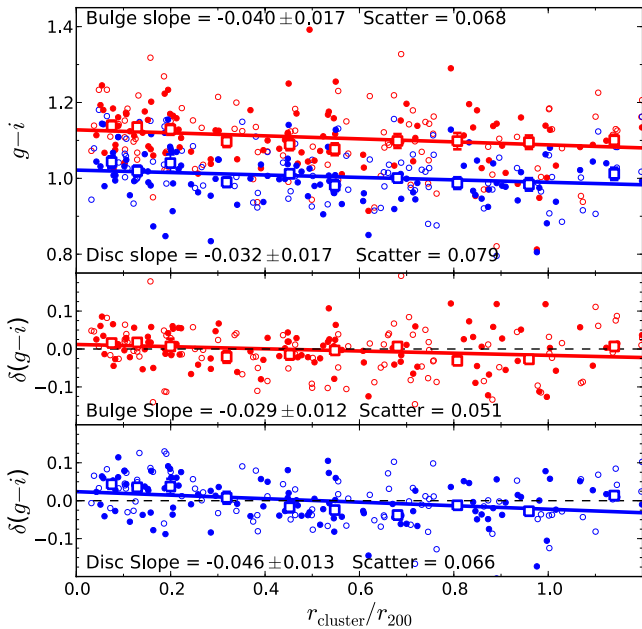 Bulge slope = -0.040 ± 0.017 Scatter = 0.068
1.4
1.2
1.0
0.8
g−i
Disc slope = -0.032 ± 0.017 Scatter = 0.079
0.1
0.0
−0.1
δ(g−i)
Bulge Slope = -0.029 ± 0.012 Scatter = 0.051
0.1
0.0
−0.1
δ(g−i)
Disc Slope = -0.046 ± 0.013 Scatter = 0.066
0.0 0.2 0.4 0.6 0.8 1.0
r_cluster/r_200